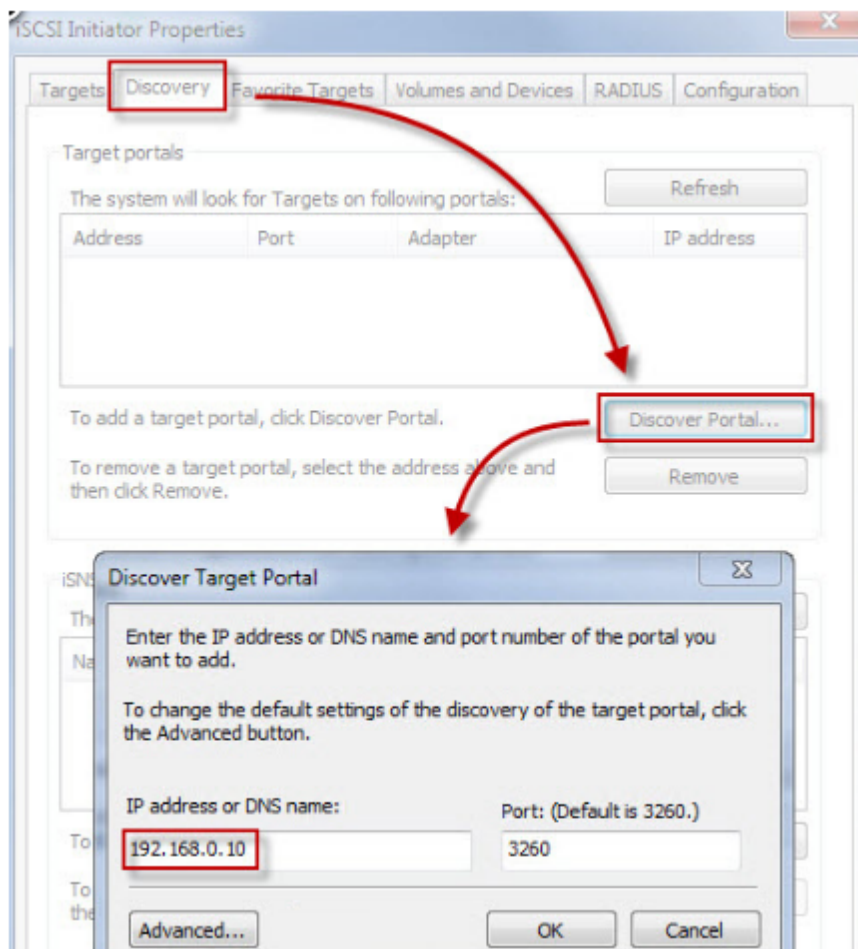 iSCSI Initiator Properties
Targets Discovery Favorite Targets Volumes and Devices RADIUS Configuration
Target portals
The system will look for Targets on following portals:
Refresh
Address Port Adapter IP address
To add a target portal, click Discover Portal.
Discover Portal...
To remove a target portal, select the address above and
then click Remove.
Remove
Discover Target Portal
Enter the IP address or DNS name and port number of the portal you
want to add.
To change the default settings of the discovery of the target portal, click
the Advanced button.
IP address or DNS name: Port: (Default is 3260.)
192.168.0.10 3260
To
To
the
Advanced... OK Cancel